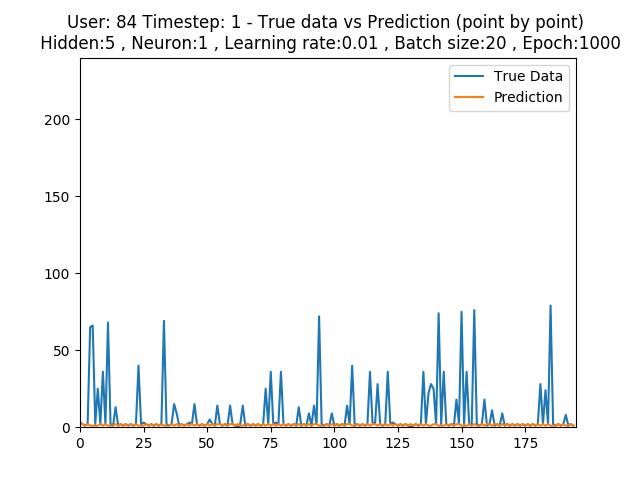 User: 84 Timestep: 1 - True data vs Prediction (point by point)
Hidden:5 , Neuron:1 , Learning rate:0.01 , Batch size:20 , Epoch:1000
True Data
Prediction
200
150
100
50
0
0 25 50 75 100 125 150 175